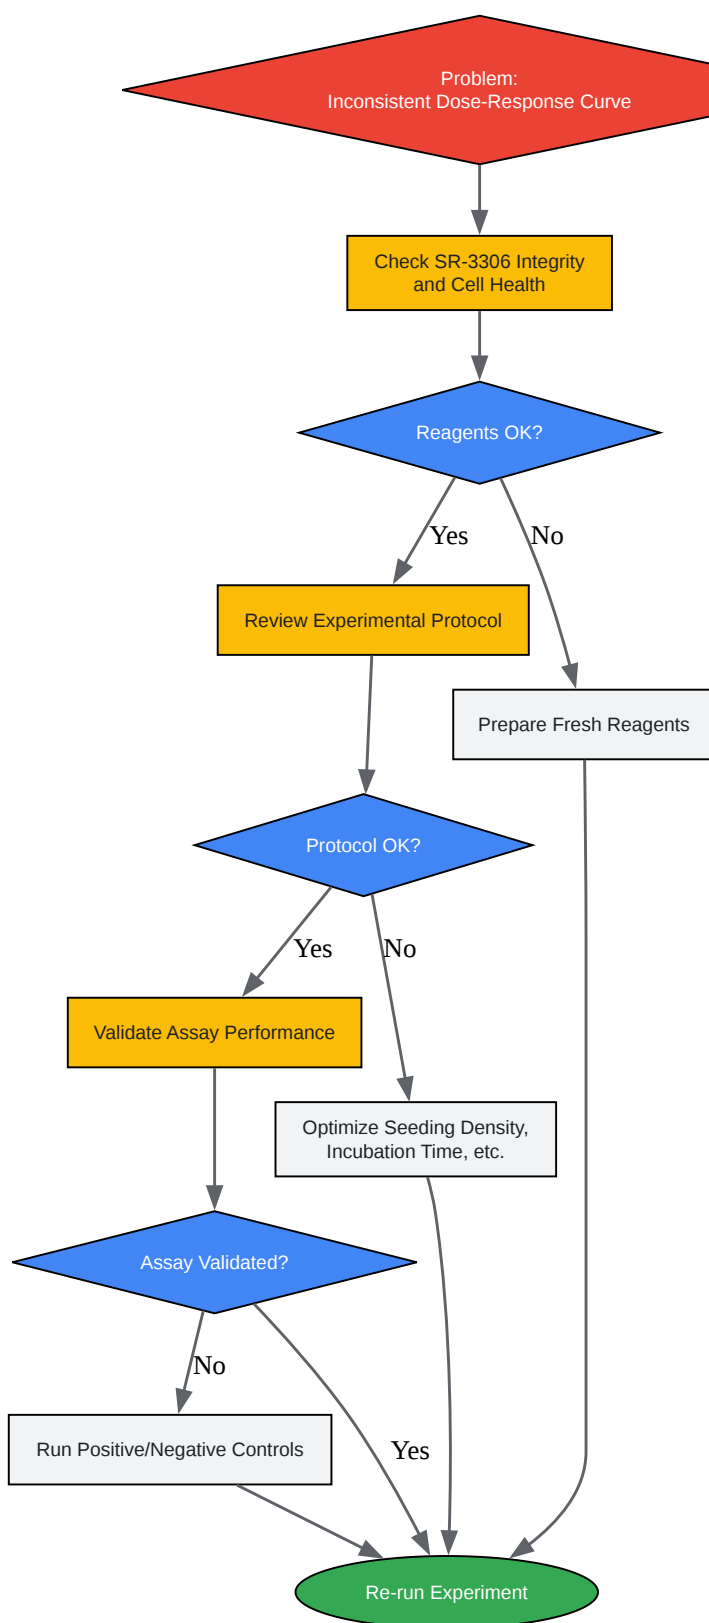 Problem:
Inconsistent Dose-Response Curve
Check SR-3306 Integrity
and Cell Health
Reagents OK?
Yes
No
Review Experimental Protocol
Prepare Fresh Reagents
Protocol OK?
Yes
No
Validate Assay Performance
Optimize Seeding Density,
Incubation Time, etc.
Assay Validated?
No
Run Positive/Negative Controls
Yes
Re-run Experiment